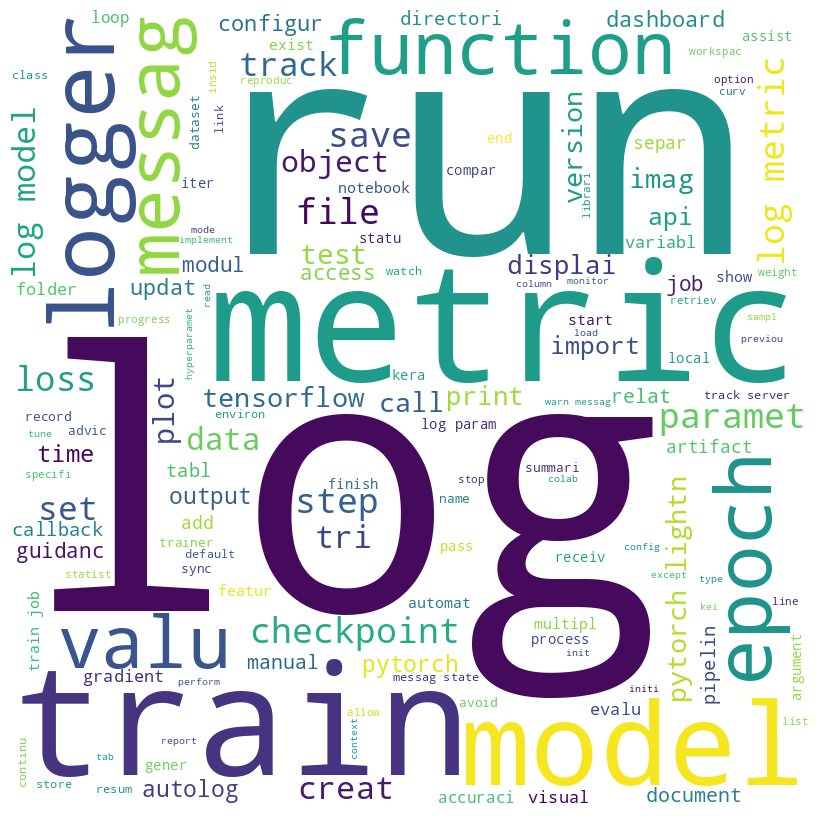 loop
configur
directori
dashboard
logger
messag
function
track
exist
workspac
assist
class
insid
reproduc
option
curv
log model
dataset
link
run
save
object
end
version
separ
log metric
compar
iter
file
notebook
librari
imag
mode
implement
statu
api
variabl
modul
test
access
watch
displai
column
monitor
job
show
weight
folder
updat
read
metric
retriev
progress
hyperparamet
start
load
import
local
sampl
previou
loss
kera
tensorflow
call
print
relat
track server
environ
log param
warn messag
paramet
record
advic
plot
data
artifact
tune
time
log
summari
colab
epoch
specifi
tabl
finish
stop
set
output
step
name
callback
add
tri
pytorch lightn
guidanc
trainer
default
pass
receiv
config
statist
sync
featur
except
type
line
train job
automat
kei
valu
checkpoint
multipl
process
init
pipelin
argument
gradient
manual
pytorch
messag state
initi
perform
train
model
avoid
evalu
list
continu
report
allow
context
tab
gener
store
resum
autolog
creat
accuraci
visual
document